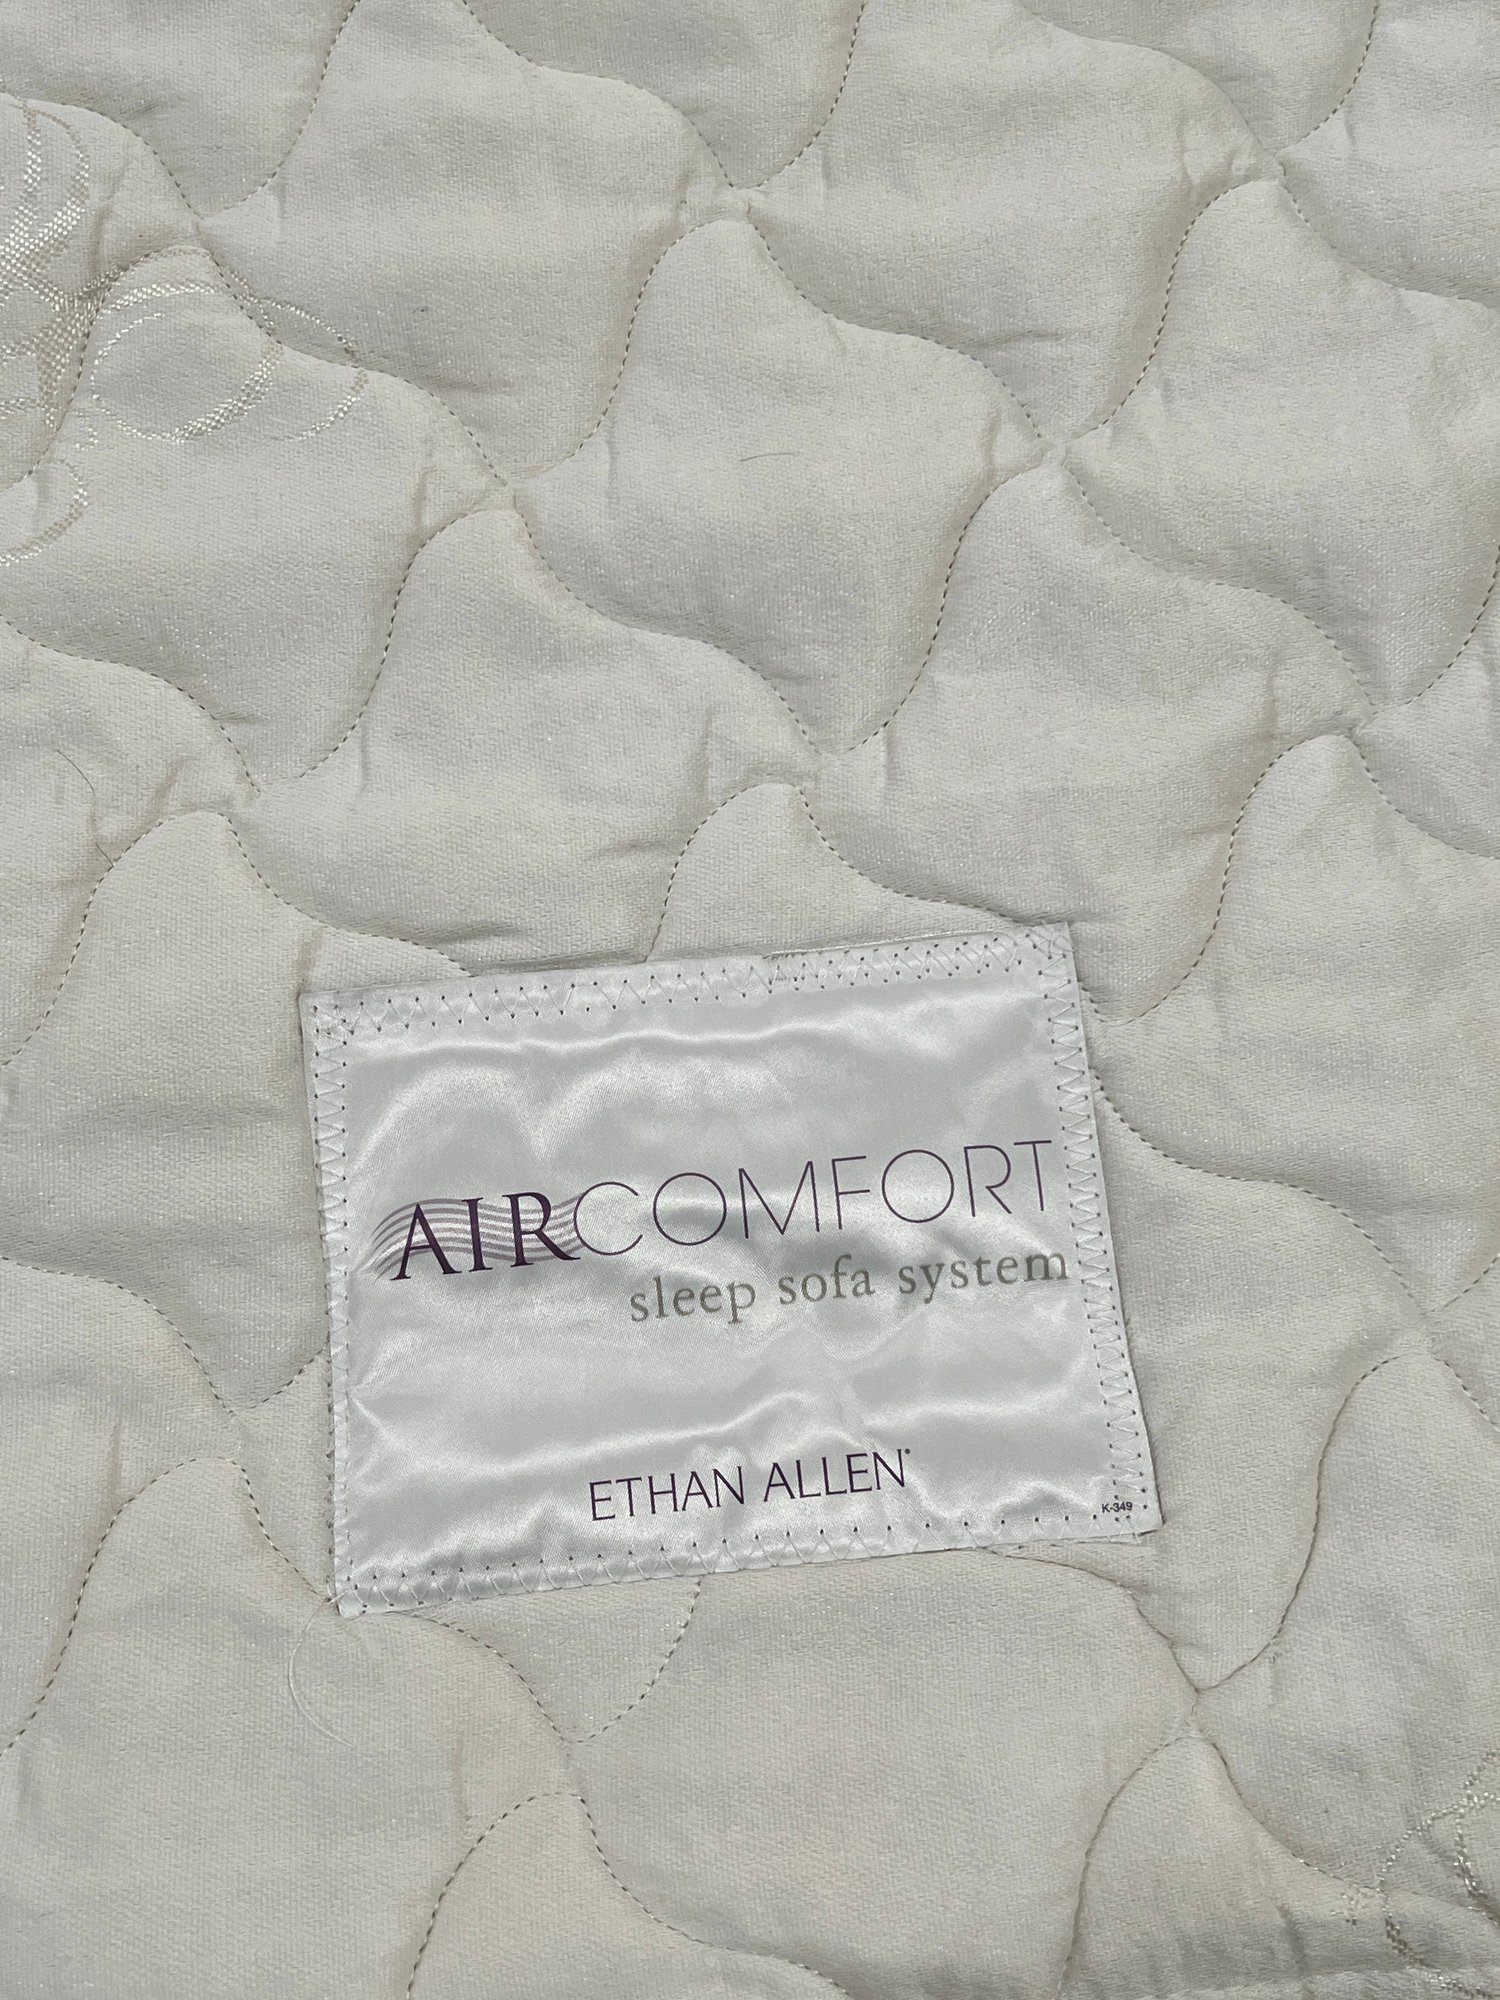 AIRCOMFORT
sleep sofa system
ETHAN ALLEN®
K-349